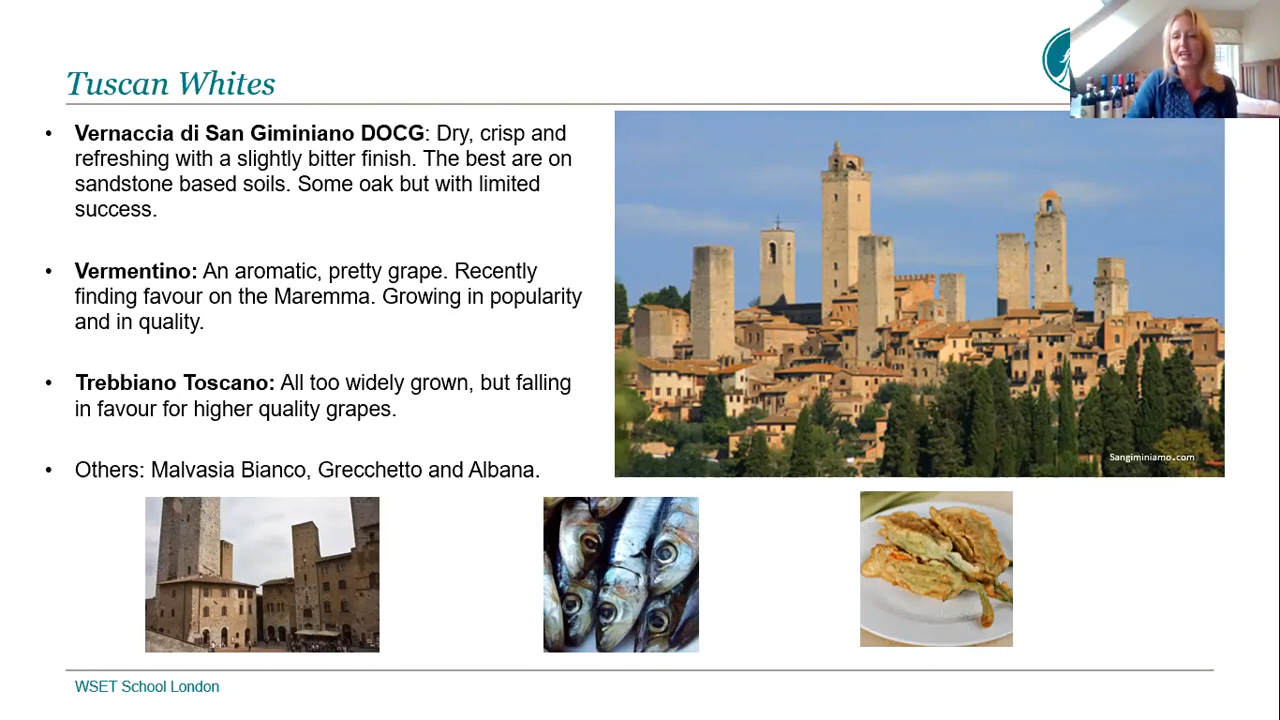 Tuscan Whites
• Vernaccia di San Giminiano DOCG: Dry, crisp and
refreshing with a slightly bitter finish. The best are on
sandstone based soils. Some oak but with limited
success.
• Vermentino: An aromatic, pretty grape. Recently
finding favour on the Maremma. Growing in popularity
and in quality.
• Trebbiano Toscano: All too widely grown, but falling
in favour for higher quality grapes.
• Others: Malvasia Bianco, Grecchetto and Albana.
Sangiminiamo.com
WSET School London